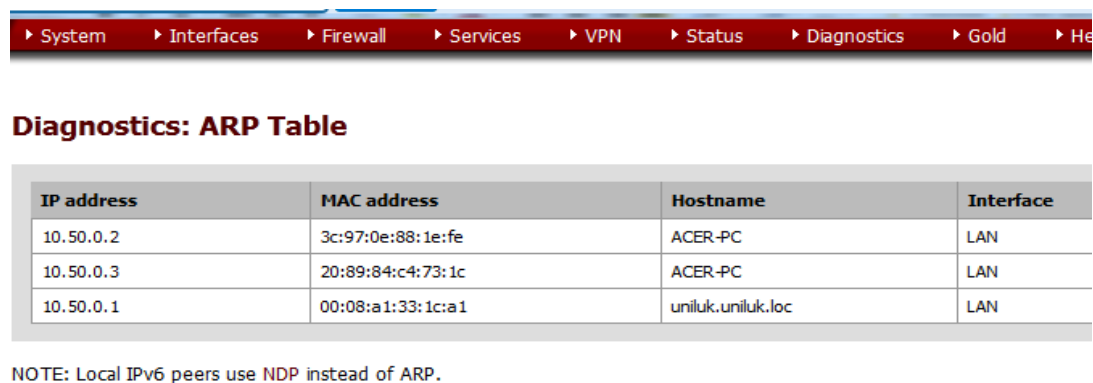 System Interfaces Firewall Services VPN Status Diagnostics Gold He
Diagnostics: ARP Table
IP address MAC address Hostname Interface
10.50.0.2 3c:97:0e:88:1e:fe ACER-PC LAN
10.50.0.3 20:89:84:c4:73:1c ACER-PC LAN
10.50.0.1 00:08:a1:33:1c:a1 uniluk.uniluk.loc LAN
NOTE: Local IPv6 peers use NDP instead of ARP.